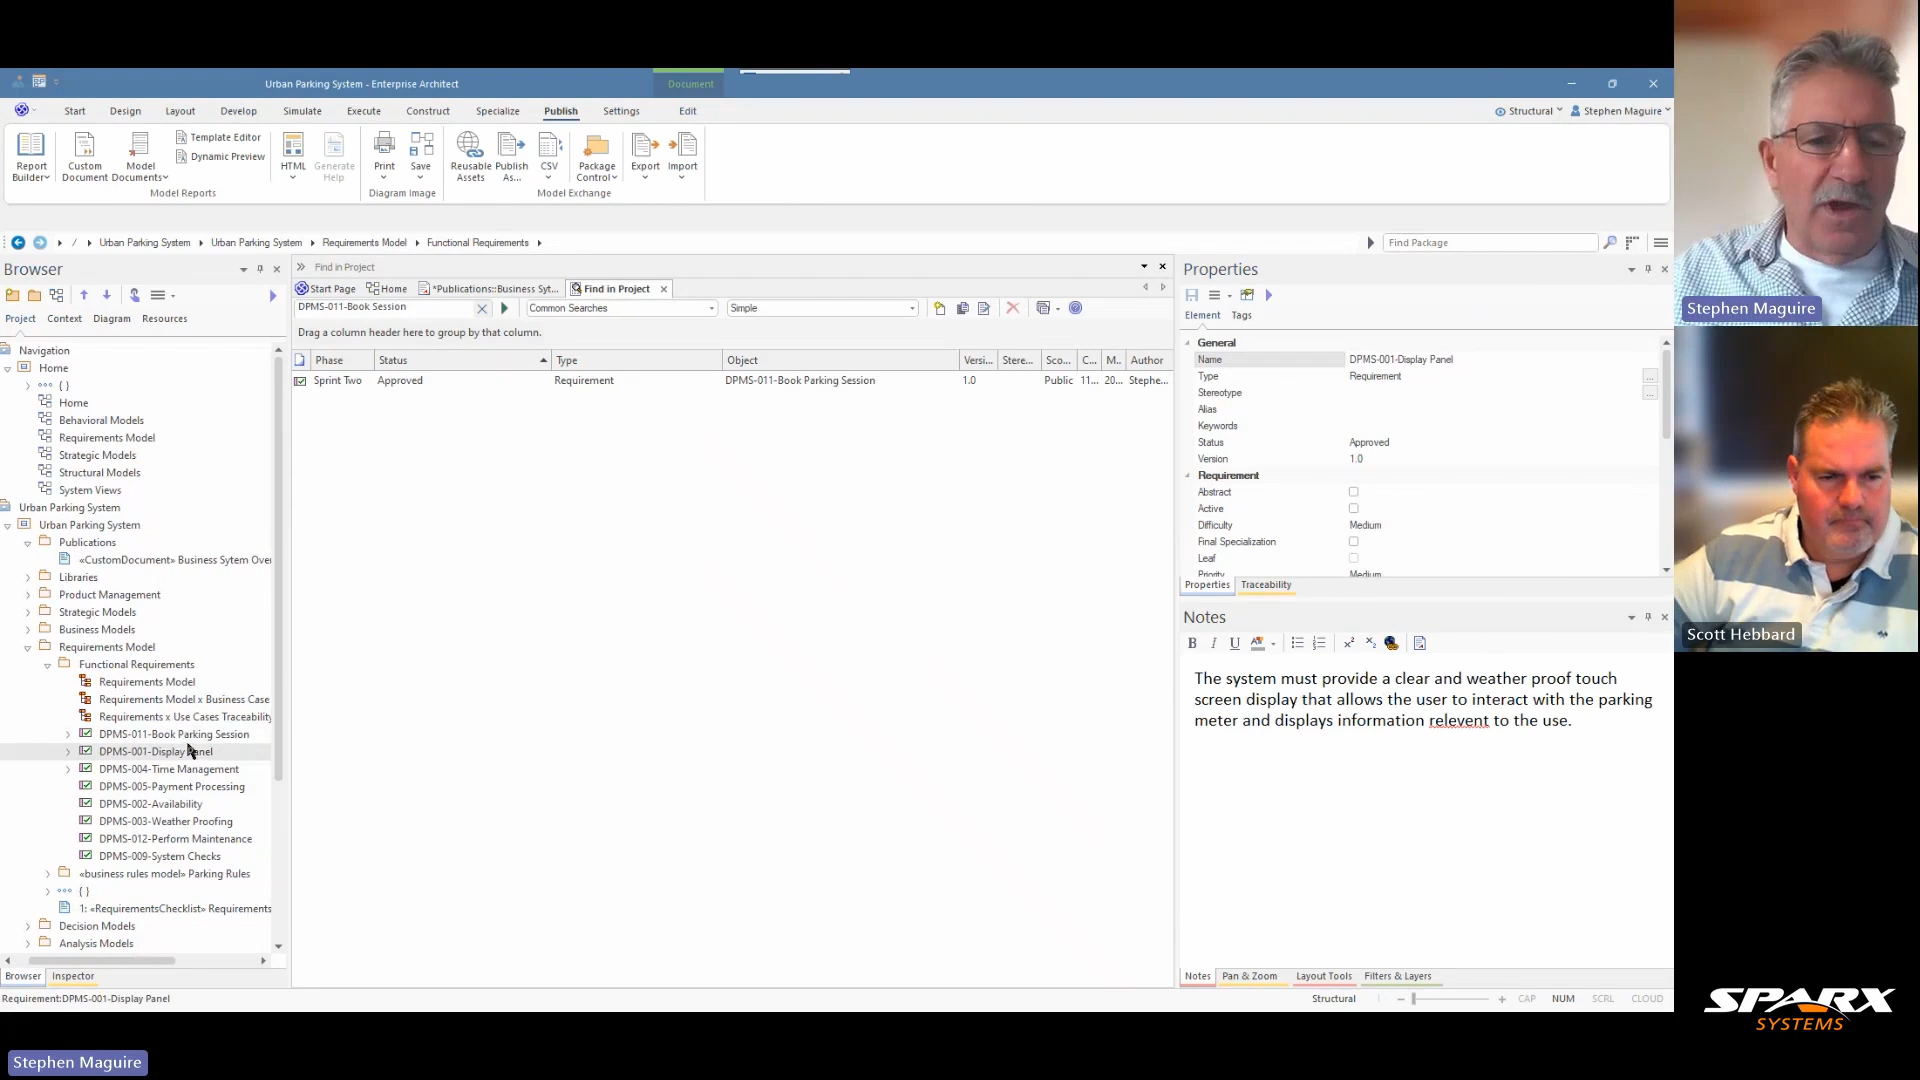 Urban Parking System - Enterprise Architect
Document
Start Design Layout Develop Simulate Execute Construct Specialize Publish Settings Edit
Structural Stephen Maguire
Report Builder
Custom Document
Model Documents
Template Editor
Dynamic Preview
HTML
Generate Help
Print
Save
Reusable Assets
Publish As...
CSV
Package Control
Export
Import
Model Reports
Diagram Image
Model Exchange
/ Urban Parking System Urban Parking System Requirements Model Functional Requirements
Find Package
Browser
Project Context Diagram Resources
Navigation
Home
{ }
Home
Behavioral Models
Requirements Model
Strategic Models
Structural Models
System Views
Urban Parking System
Urban Parking System
Publications
«CustomDocument» Business Sytem Over
Libraries
Product Management
Strategic Models
Business Models
Requirements Model
Functional Requirements
Requirements Model
Requirements Model x Business Case
Requirements x Use Cases Traceability
DPMS-011-Book Parking Session
DPMS-001-Display Panel
DPMS-004-Time Management
DPMS-005-Payment Processing
DPMS-002-Availability
DPMS-003-Weather Proofing
DPMS-012-Perform Maintenance
DPMS-009-System Checks
«business rules model» Parking Rules
{ }
1: «RequirementsChecklist» Requirements
Decision Models
Analysis Models
Browser Inspector
Requirement:DPMS-001-Display Panel
Find in Project
Start Page Home *Publications::Business Syt... Find in Project
DPMS-011-Book Session
Common Searches
Simple
Drag a column header here to group by that column.
Phase Status Type Object Versi... Stere... Sco... C... M.. Author
Sprint Two Approved Requirement DPMS-011-Book Parking Session 1.0 Public 11... 20... Stephe...
Properties
Element Tags
General
Name DPMS-001-Display Panel
Type Requirement
Stereotype
Alias
Keywords
Status Approved
Version 1.0
Requirement
Abstract
Active
Difficulty Medium
Final Specialization
Leaf
Priority Medium
Properties Traceability
Notes
B I U
The system must provide a clear and weather proof touch
screen display that allows the user to interact with the parking
meter and displays information relevent to the use.
Notes Pan & Zoom Layout Tools Filters & Layers
Structural CAP NUM SCRL CLOUD
Stephen Maguire
Scott Hebbard
SPARX
SYSTEMS
Stephen Maguire